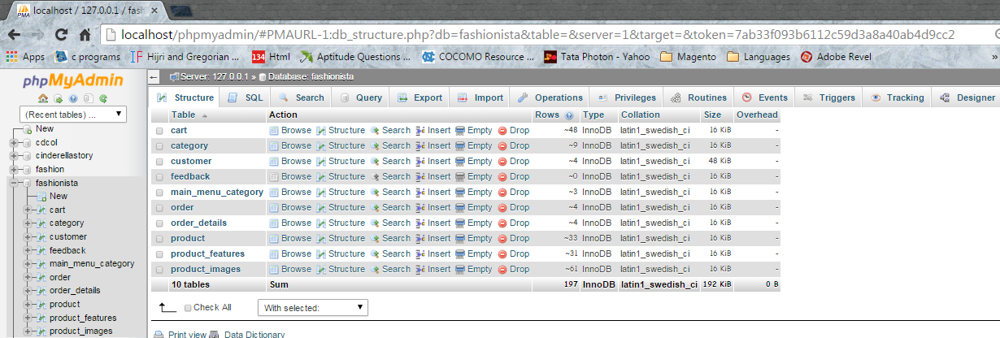 localhost / 127.0.0.1 / fash
localhost/phpmyadmin/#PMAURL-1:db_structure.php?db=fashionista&table=&server=1&target=&token=7ab33f093b6112c59d3a8a40ab4d9cc2
Apps c programs Hijri and Gregorian ... 134 Html Aptitude Questions ... COCOMO Resource ... Tata Photon - Yahoo Magento Languages Adobe Revel »
phpMyAdmin
(Recent tables) ...
New
cdcol
cinderellastory
fashion
fashionista
New
cart
category
customer
feedback
main_menu_category
order
order_details
product
product_features
product_images
Server: 127.0.0.1 » Database: fashionista
Structure SQL Search Query Export Import Operations Privileges Routines Events Triggers Tracking Designer
Table Action Rows Type Collation Size Overhead
cart Browse Structure Search Insert Empty Drop ~48 InnoDB latin1_swedish_ci 16 KiB -
category Browse Structure Search Insert Empty Drop ~9 InnoDB latin1_swedish_ci 16 KiB -
customer Browse Structure Search Insert Empty Drop ~4 InnoDB latin1_swedish_ci 48 KiB -
feedback Browse Structure Search Insert Empty Drop ~0 InnoDB latin1_swedish_ci 16 KiB -
main_menu_category Browse Structure Search Insert Empty Drop ~3 InnoDB latin1_swedish_ci 16 KiB -
order Browse Structure Search Insert Empty Drop ~4 InnoDB latin1_swedish_ci 16 KiB -
order_details Browse Structure Search Insert Empty Drop ~4 InnoDB latin1_swedish_ci 16 KiB -
product Browse Structure Search Insert Empty Drop ~33 InnoDB latin1_swedish_ci 16 KiB -
product_features Browse Structure Search Insert Empty Drop ~31 InnoDB latin1_swedish_ci 16 KiB -
product_images Browse Structure Search Insert Empty Drop ~61 InnoDB latin1_swedish_ci 16 KiB -
10 tables Sum 197 InnoDB latin1_swedish_ci 192 KiB 0 B
Check All With selected:
Print view Data Dictionary